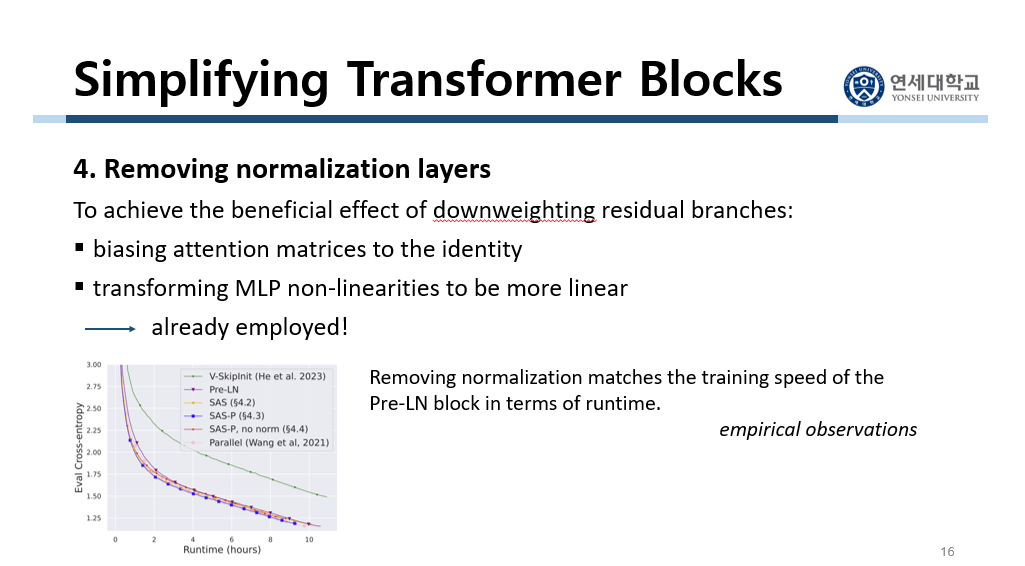 Simplifying Transformer Blocks
연세대학교
YONSEI UNIVERSITY
4. Removing normalization layers
To achieve the beneficial effect of downweighting residual branches:
▪ biasing attention matrices to the identity
▪ transforming MLP non-linearities to be more linear
already employed!
Eval Cross-entropy
3.00
2.75
2.50
2.25
2.00
1.75
1.50
1.25
V-SkipInit (He et al. 2023)
Pre-LN
SAS (§4.2)
SAS-P (§4.3)
SAS-P, no norm (§4.4)
Parallel (Wang et al, 2021)
0 2 4 6 8 10
Runtime (hours)
Removing normalization matches the training speed of the
Pre-LN block in terms of runtime.
empirical observations
16